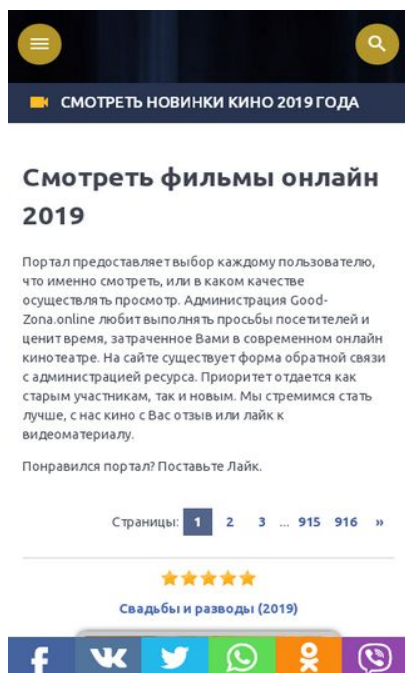 СМОТРЕТЬ НОВИНКИ КИНО 2019 ГОДА
Смотреть фильмы онлайн
2019
Портал предоставляет выбор каждому пользователю,
что именно смотреть, или в каком качестве
осуществлять просмотр. Администрация Good-
Zona.online любит выполнять просьбы посетителей и
ценит время, затраченное Вами в современном онлайн
кинотеатре. На сайте существует форма обратной связи
с администрацией ресурса. Приоритет отдается как
старым участникам, так и новым. Мы стремимся стать
лучше, с нас кино с Вас отзыв или лайк к
видеоматериалу.
Понравился портал? Поставьте Лайк.
Страницы: 1 2 3 ... 915 916 »
Свадьбы и разводы (2019)